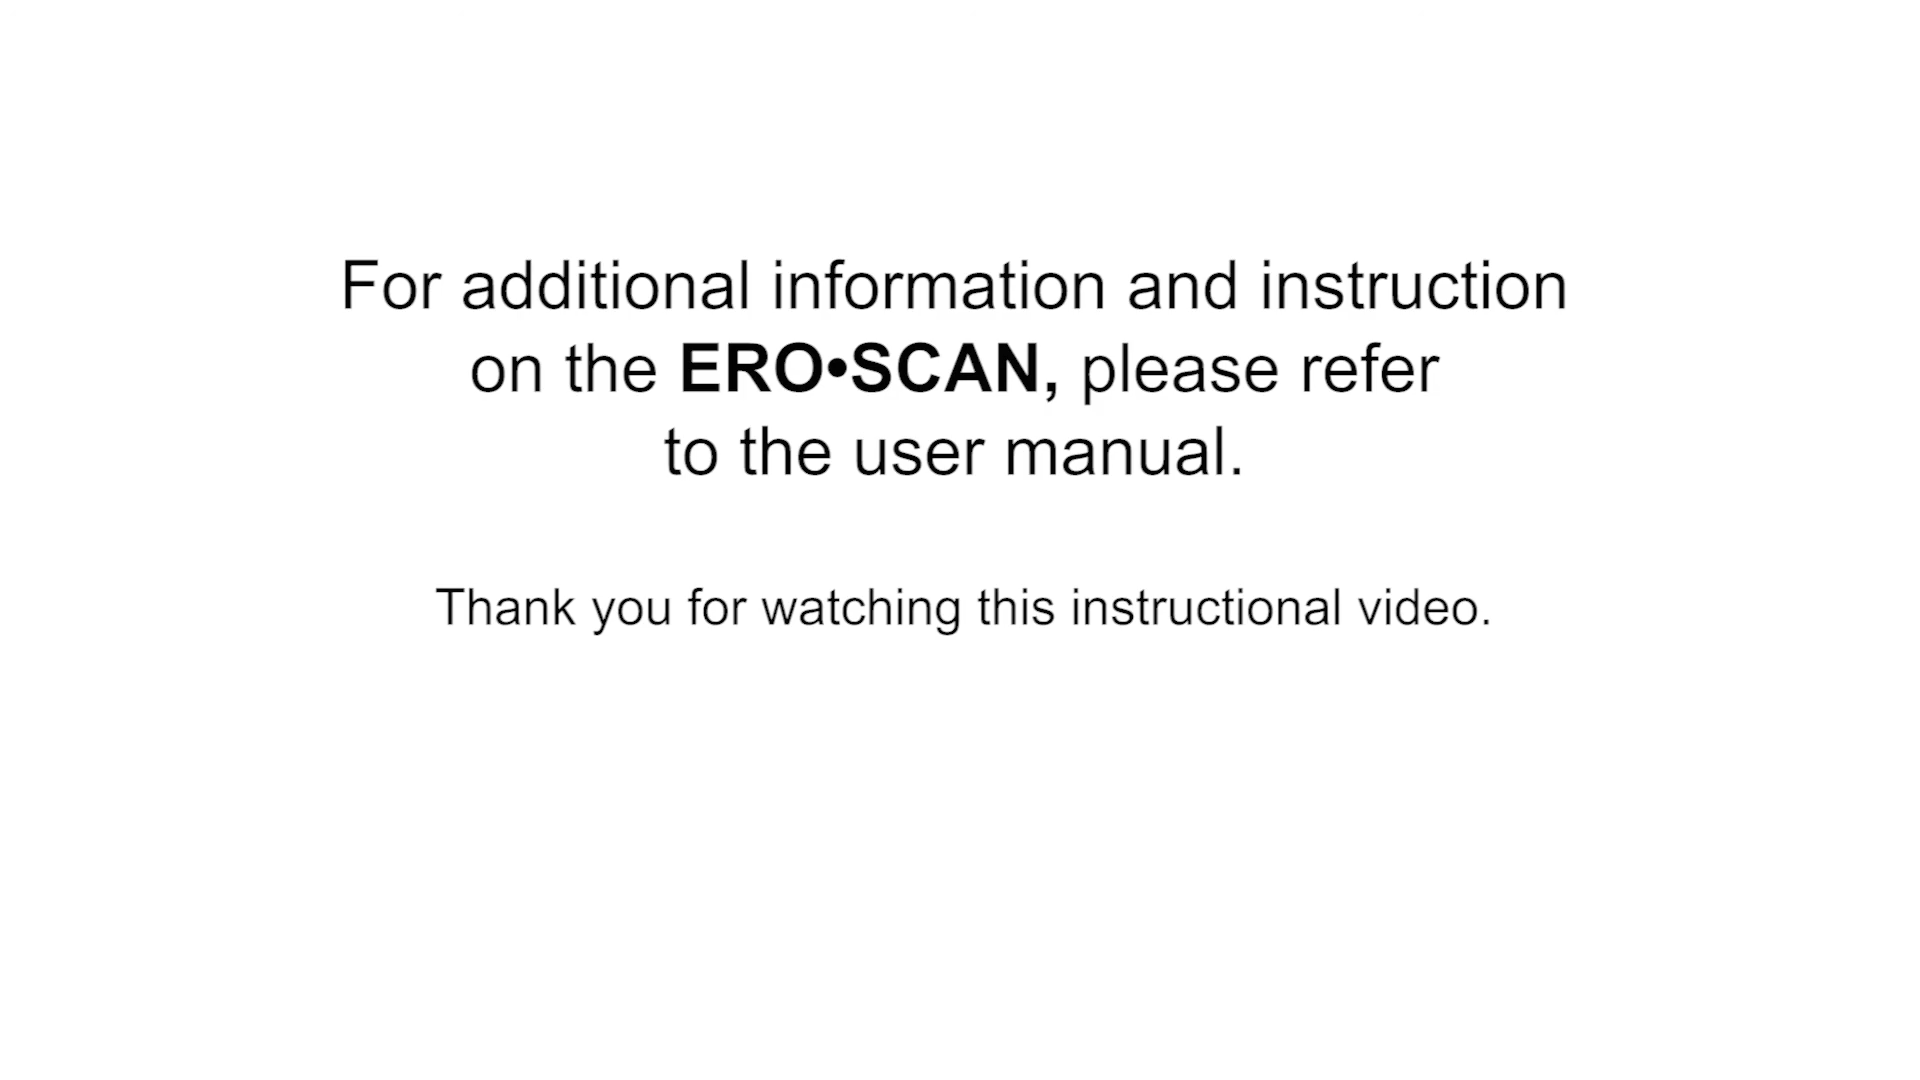 For additional information and instruction
on the ERO•SCAN, please refer
to the user manual.
Thank you for watching this instructional video.